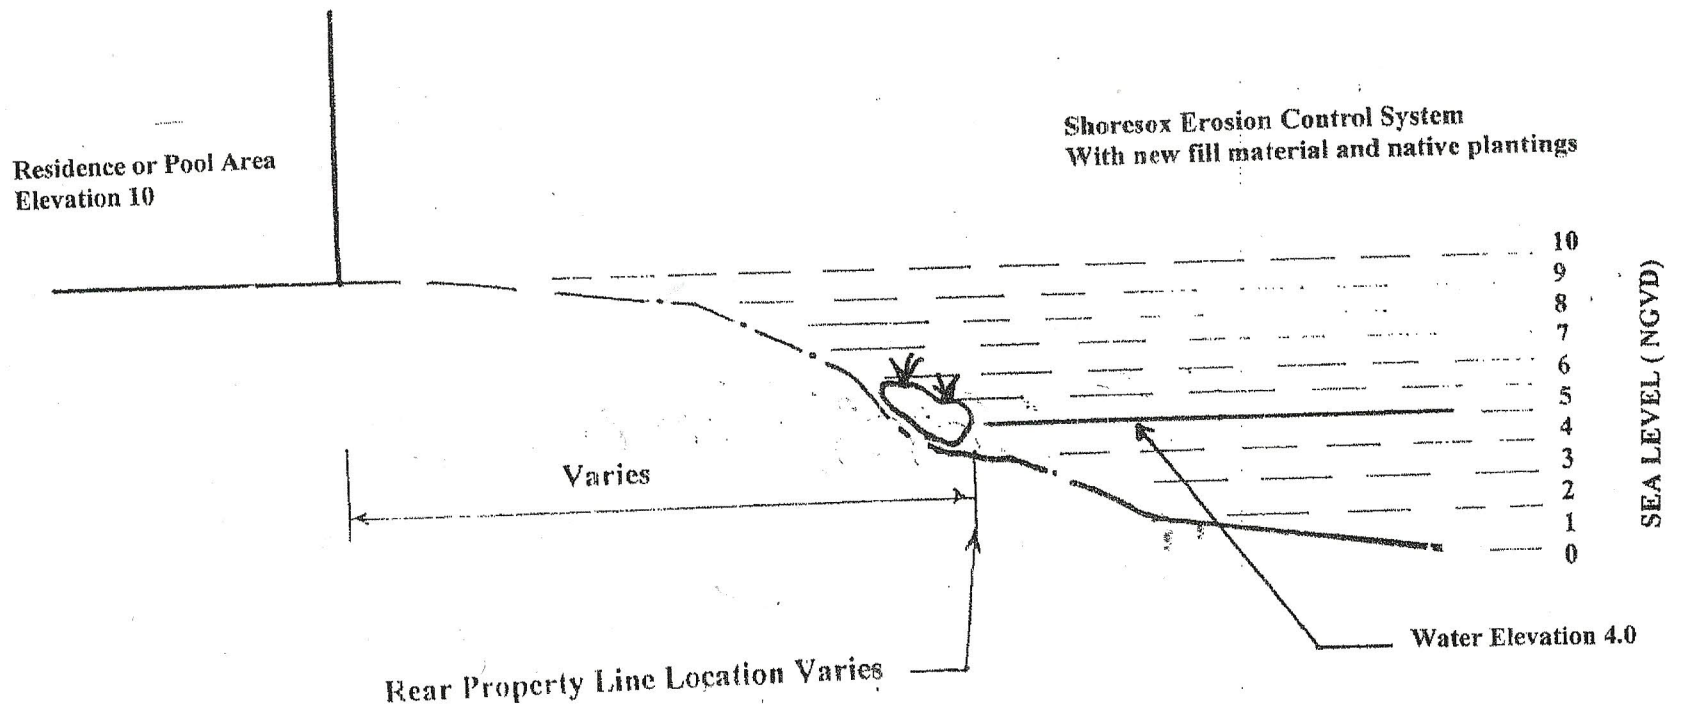 Residence or Pool Area
Elevation 10
Shoresox Erosion Control System
With new fill material and native plantings
10
9
8
7
6
5
4
3
2
1
0
SEA LEVEL ( NGVD)
Varies
Water Elevation 4.0
Rear Property Line Location Varies